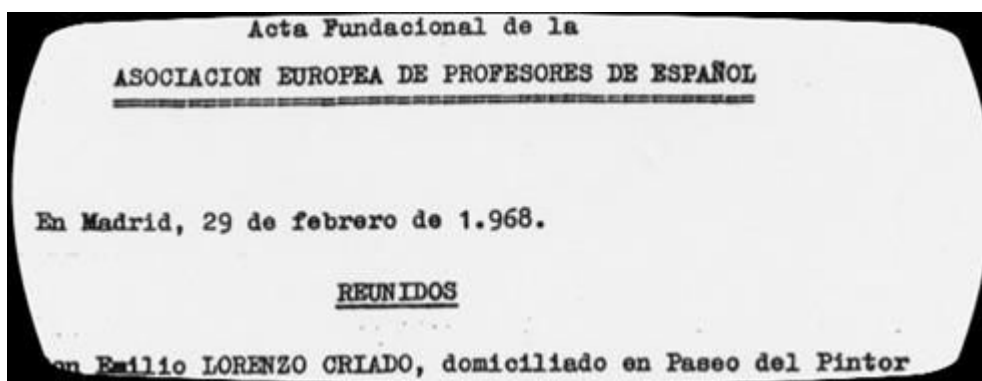 Acta Fundacional de la
ASOCIACION EUROPEA DE PROFESORES DE ESPAÑOL
En Madrid, 29 de febrero de 1.968.
REUNIDOS
on Emilio LORENZO CRIADO, domiciliado en Paseo del Pintor